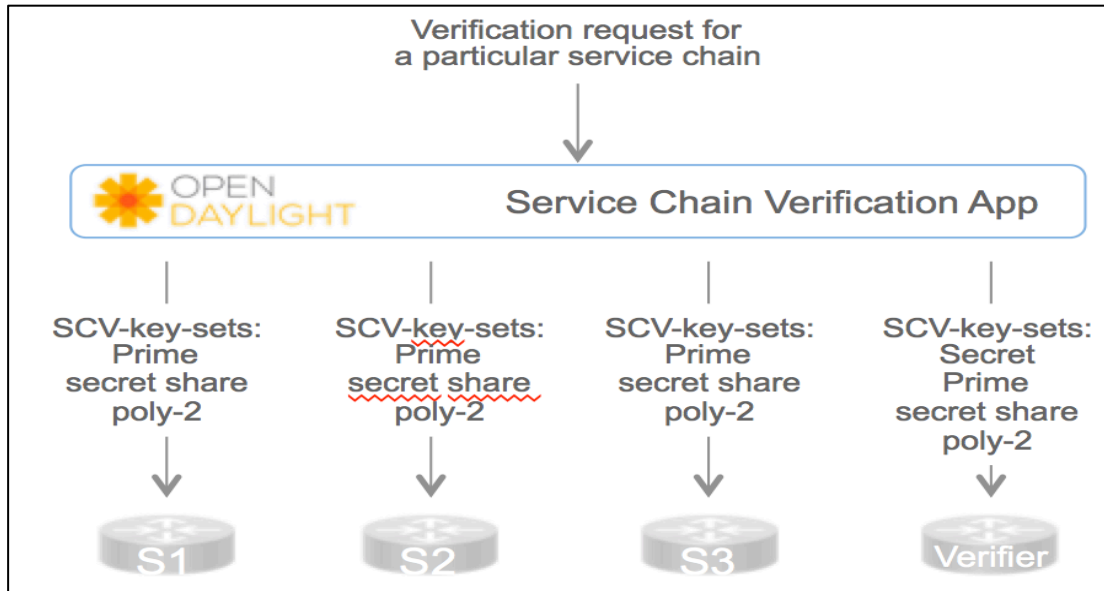 Verification request for
a particular service chain
OPEN
DAYLIGHT
Service Chain Verification App
SCV-key-sets:
Prime
secret share
poly-2
SCV-key-sets:
Prime
secret share
poly-2
SCV-key-sets:
Prime
secret share
poly-2
SCV-key-sets:
Secret
Prime
secret share
poly-2
S1
S2
S3
Verifier